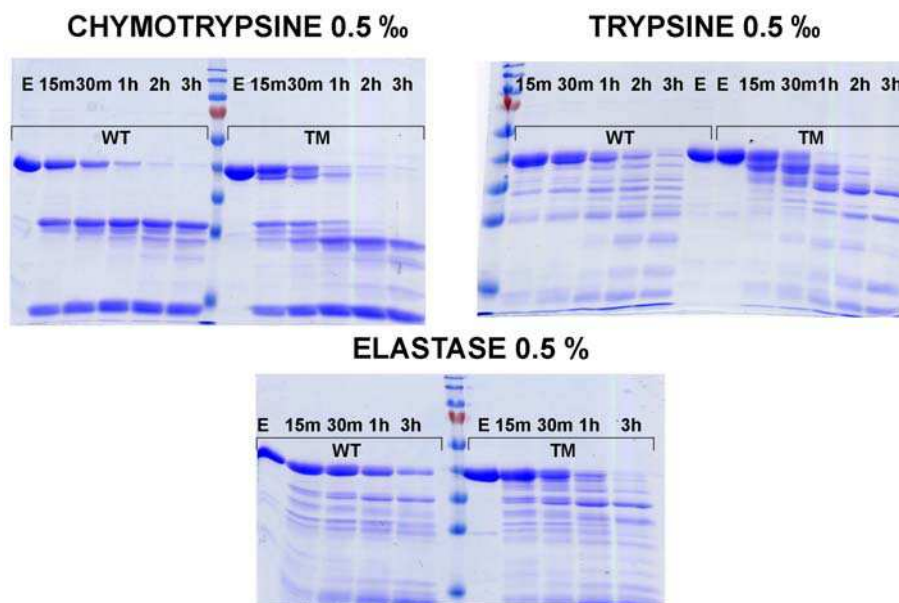 CHYMOTRYPSINE 0.5 ‰
TRYPSINE 0.5 ‰
E 15m 30m 1h 2h 3h E 15m 30m 1h 2h 3h
WT TM
15m 30m 1h 2h 3h E E 15m 30m 1h 2h 3h
WT TM
ELASTASE 0.5 %
E 15m 30m 1h 3h E 15m 30m 1h 3h
WT TM